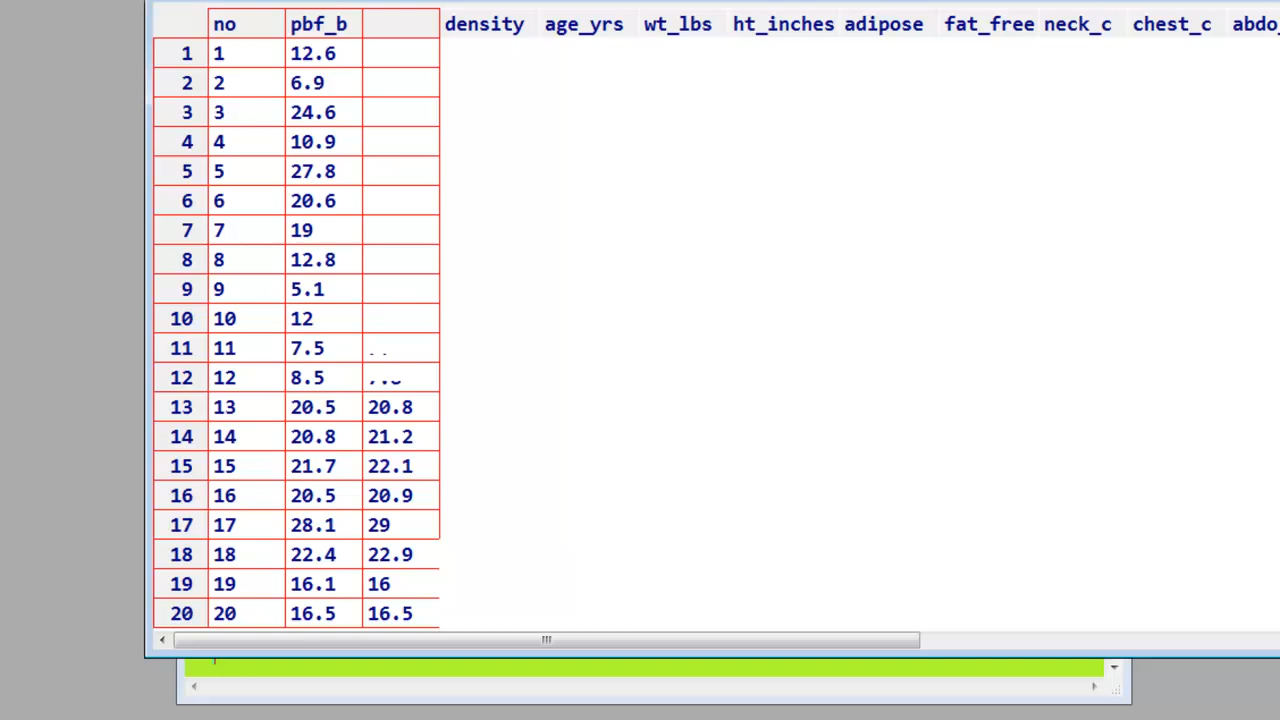 no pbf_b density age_yrs wt_lbs ht_inches adipose fat_free neck_c chest_c abdo_
1 1 12.6
2 2 6.9
3 3 24.6
4 4 10.9
5 5 27.8
6 6 20.6
7 7 19
8 8 12.8
9 9 5.1
10 10 12
11 11 7.5
12 12 8.5
13 13 20.5 20.8
14 14 20.8 21.2
15 15 21.7 22.1
16 16 20.5 20.9
17 17 28.1 29
18 18 22.4 22.9
19 19 16.1 16
20 20 16.5 16.5